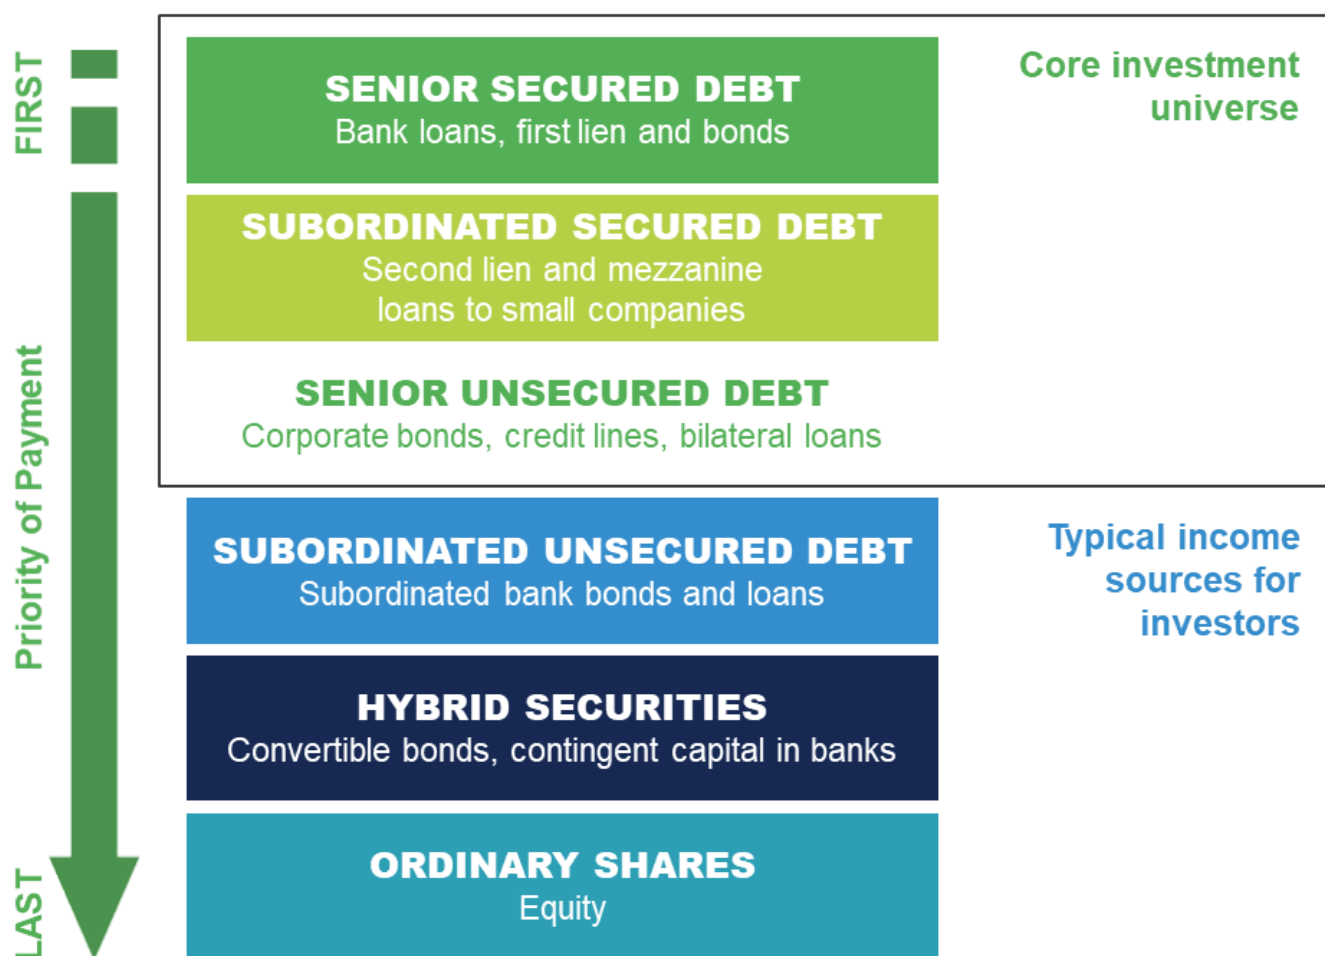 FIRST
Priority of Payment
LAST
SENIOR SECURED DEBT
Bank loans, first lien and bonds
SUBORDINATED SECURED DEBT
Second lien and mezzanine
loans to small companies
SENIOR UNSECURED DEBT
Corporate bonds, credit lines, bilateral loans
Core investment
universe
SUBORDINATED UNSECURED DEBT
Subordinated bank bonds and loans
HYBRID SECURITIES
Convertible bonds, contingent capital in banks
ORDINARY SHARES
Equity
Typical income
sources for
investors